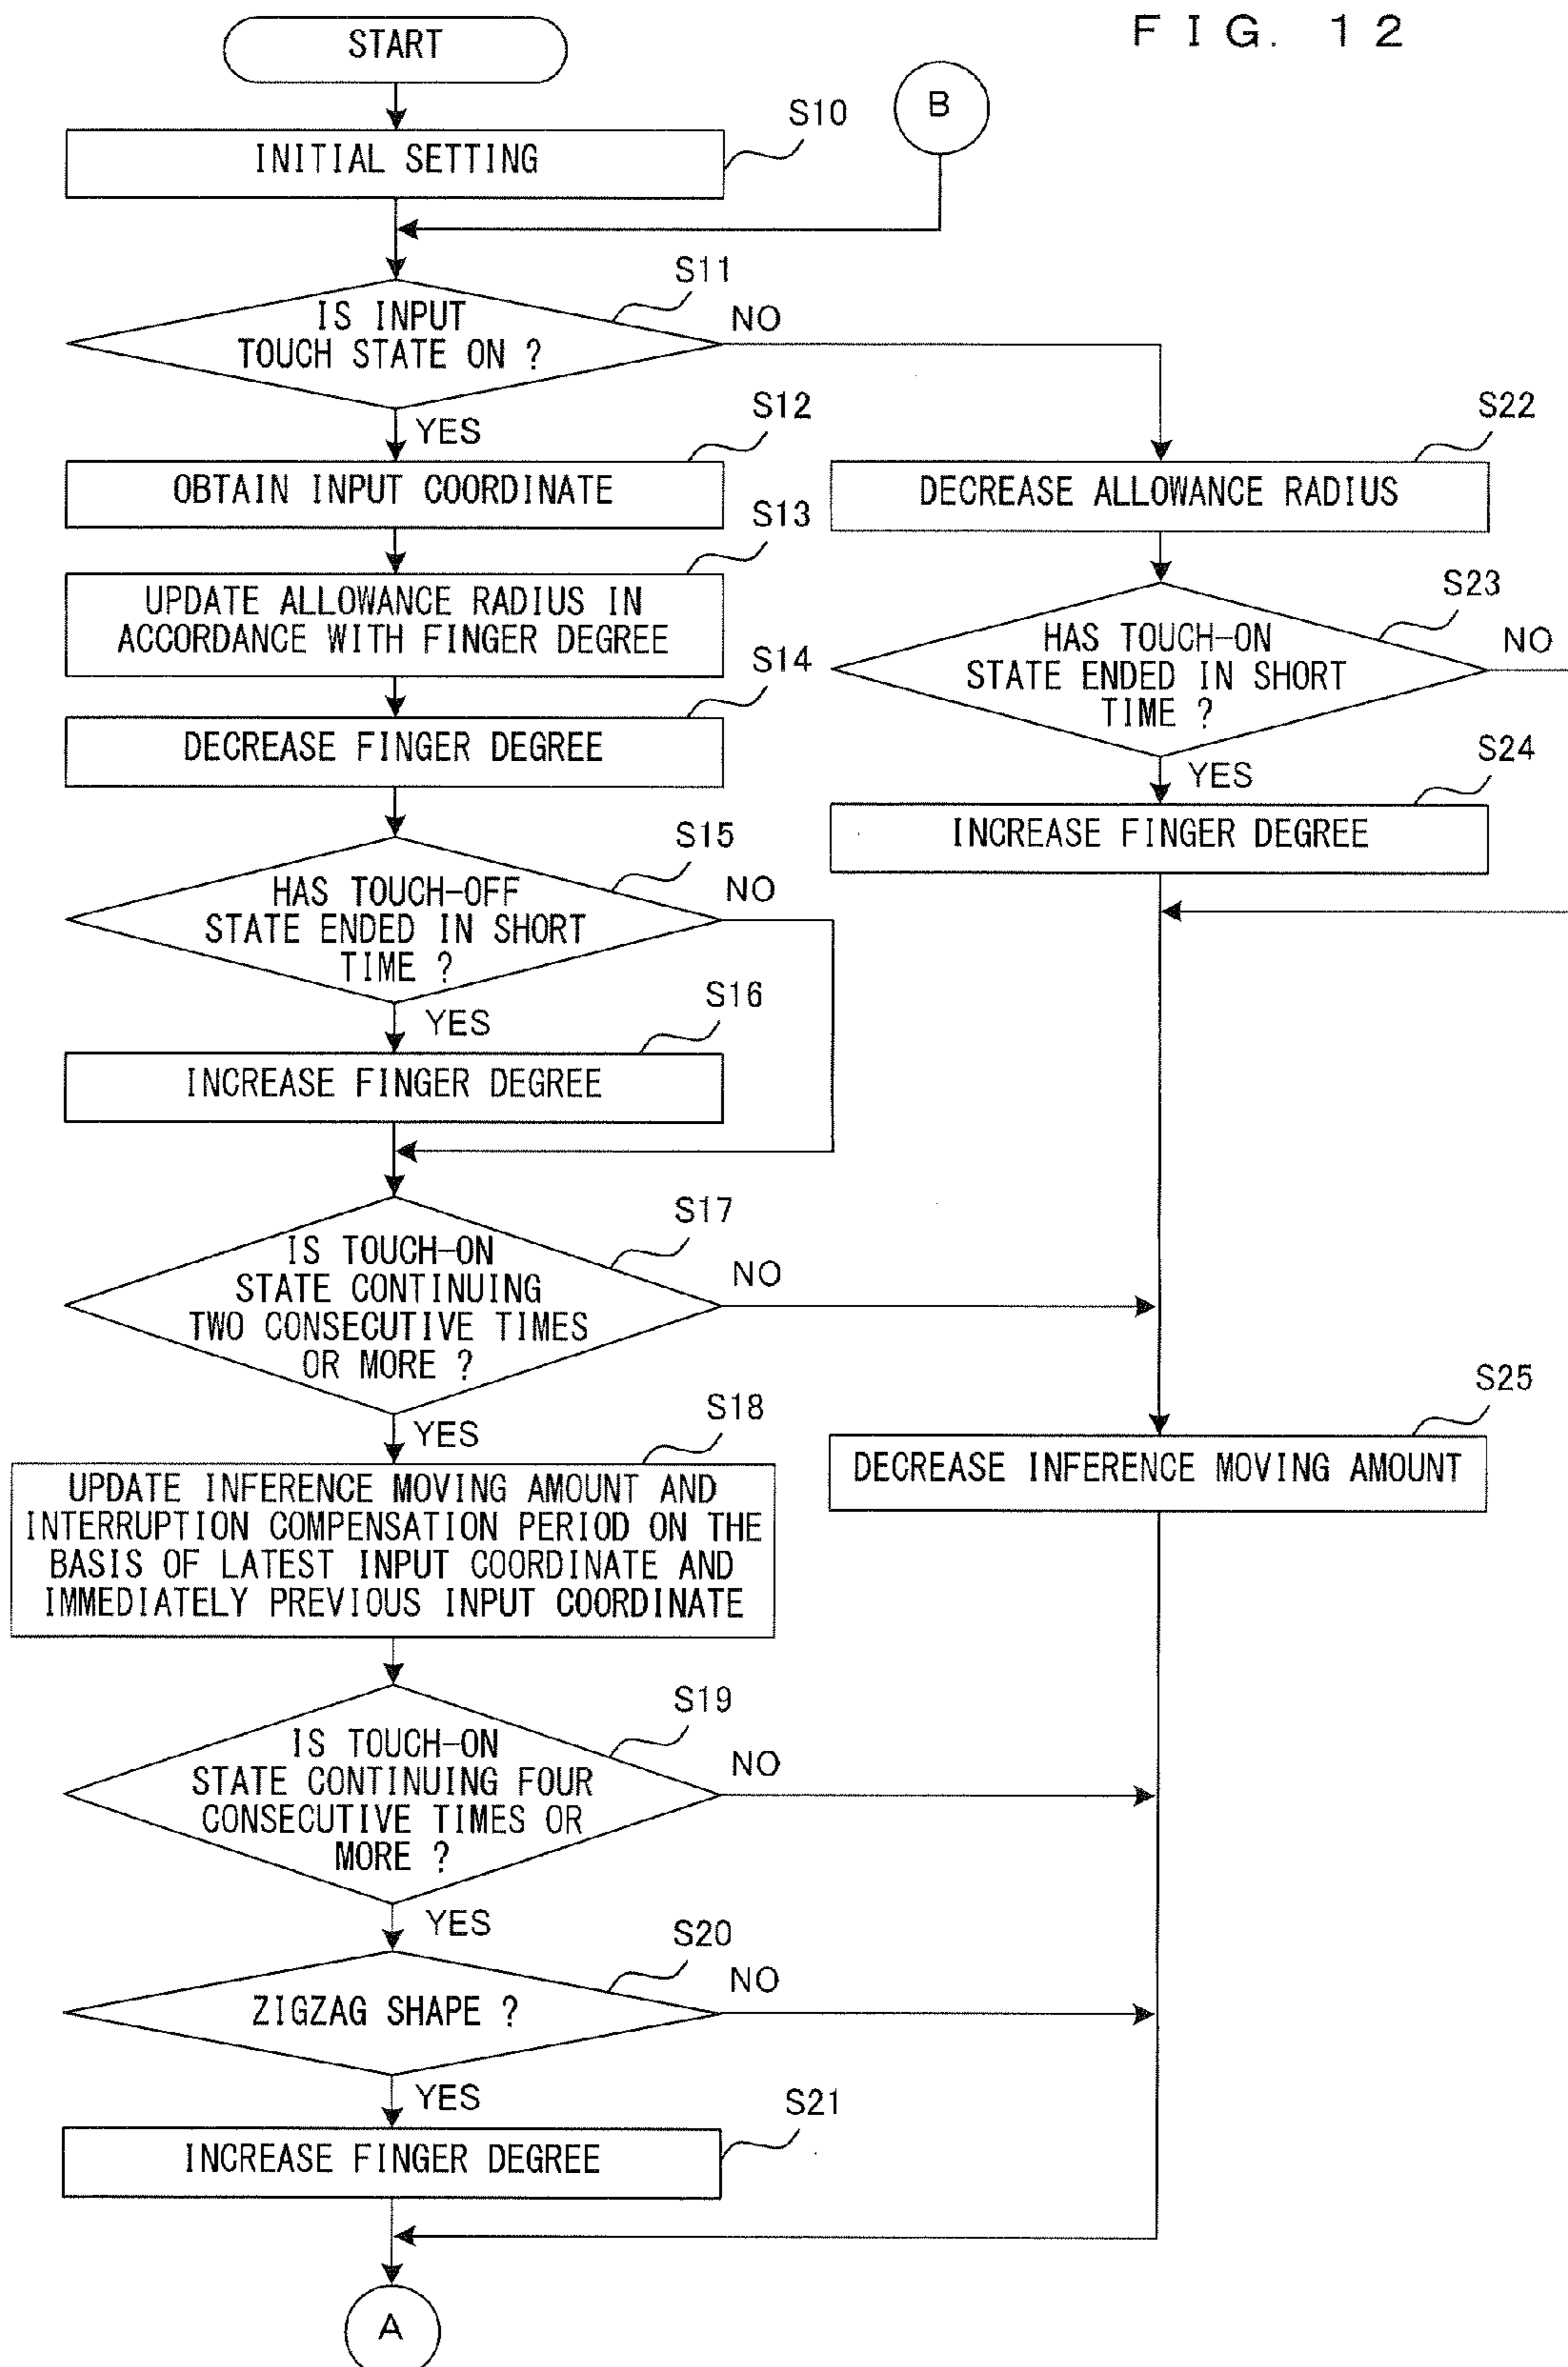 FIG. 12
START
B
S10
INITIAL SETTING
S11
IS INPUT
TOUCH STATE ON ?
NO
YES
S12
OBTAIN INPUT COORDINATE
S13
UPDATE ALLOWANCE RADIUS IN
ACCORDANCE WITH FINGER DEGREE
S14
DECREASE FINGER DEGREE
S15
HAS TOUCH-OFF
STATE ENDED IN SHORT
TIME ?
NO
YES
S16
INCREASE FINGER DEGREE
S17
IS TOUCH-ON
STATE CONTINUING
TWO CONSECUTIVE TIMES
OR MORE ?
NO
YES
S18
UPDATE INFERENCE MOVING AMOUNT AND
INTERRUPTION COMPENSATION PERIOD ON THE
BASIS OF LATEST INPUT COORDINATE AND
IMMEDIATELY PREVIOUS INPUT COORDINATE
S19
IS TOUCH-ON
STATE CONTINUING FOUR
CONSECUTIVE TIMES OR
MORE ?
NO
YES
S20
ZIGZAG SHAPE ?
NO
YES
S21
INCREASE FINGER DEGREE
A
S22
DECREASE ALLOWANCE RADIUS
S23
HAS TOUCH-ON
STATE ENDED IN SHORT
TIME ?
NO
YES
S24
INCREASE FINGER DEGREE
S25
DECREASE INFERENCE MOVING AMOUNT